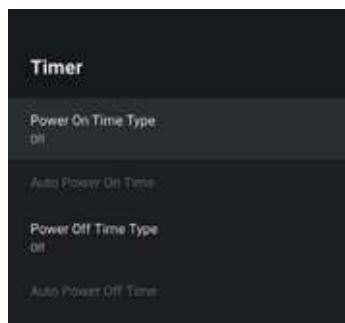 Timer
Power On Time Type
Off
Auto Power On Time
Power Off Time Type
Off
Auto Power Off Time